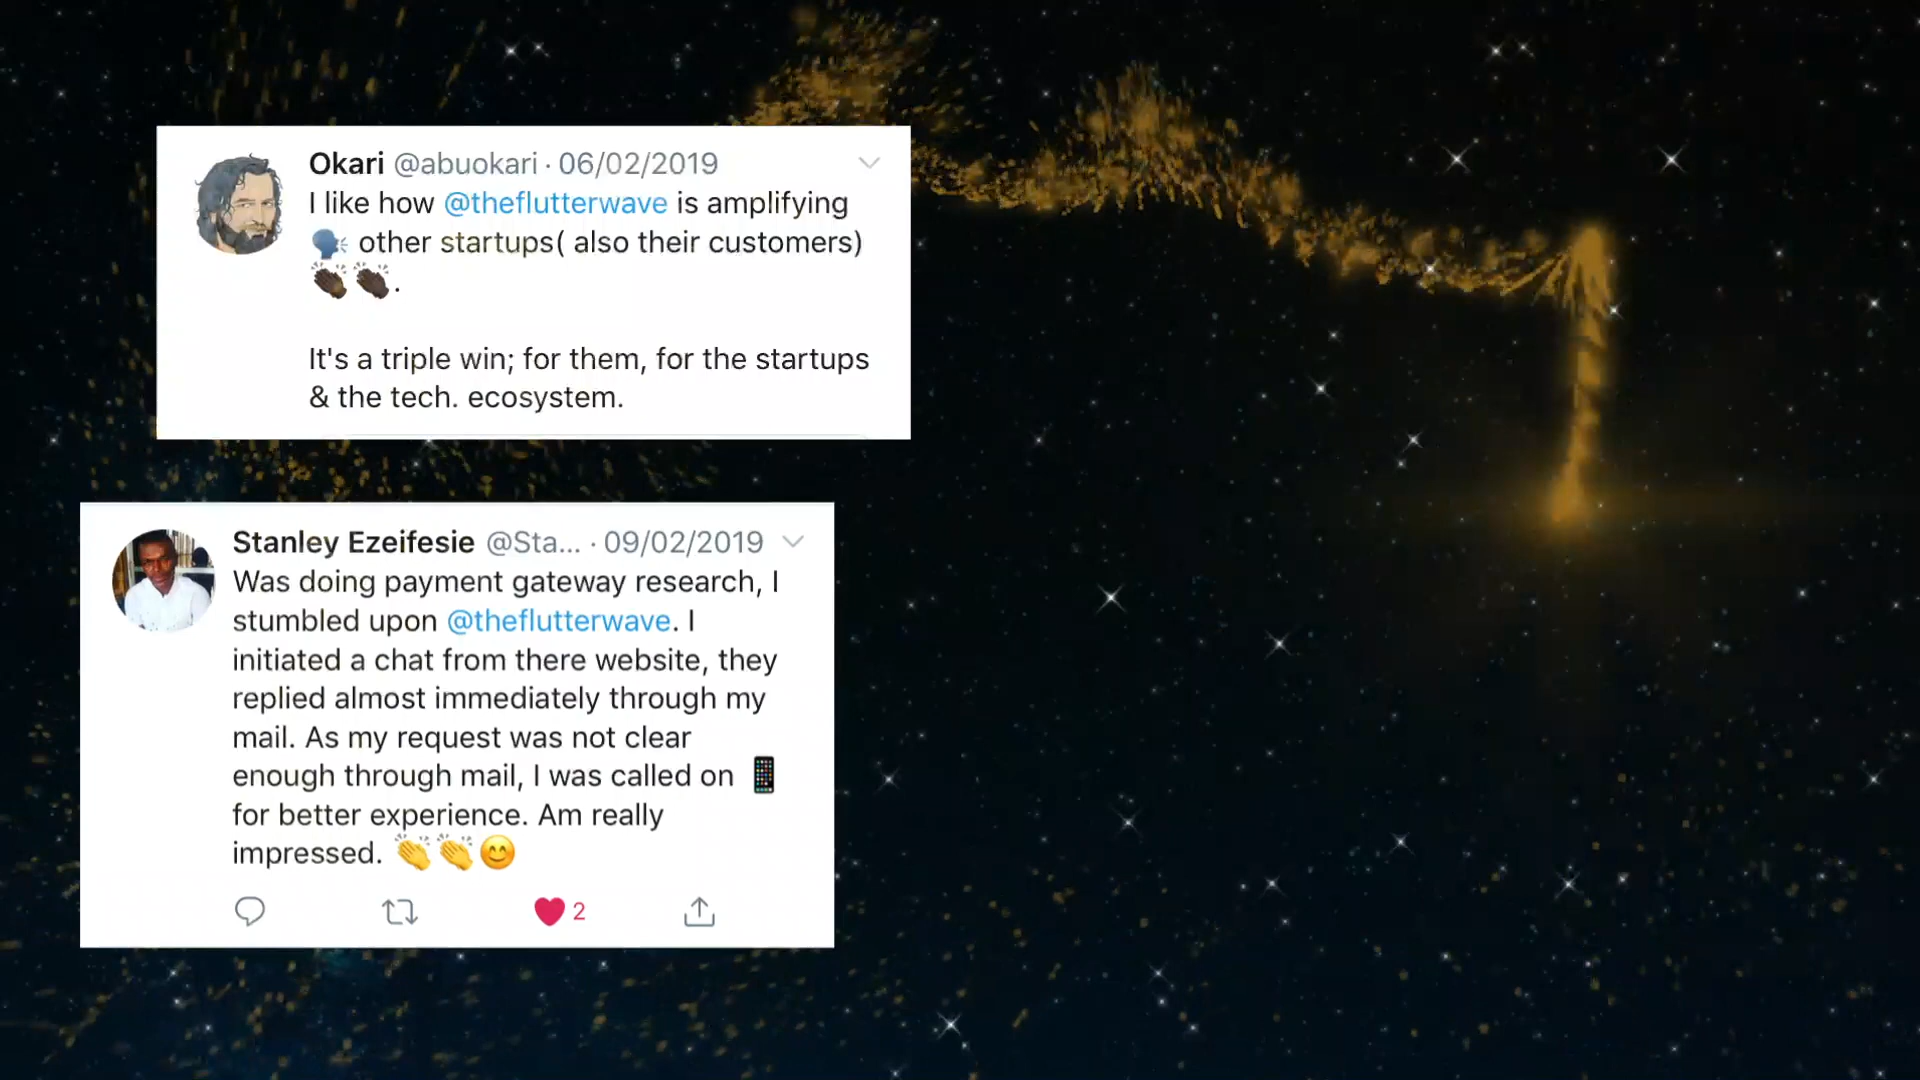 Okari @abuokari · 06/02/2019
I like how @theflutterwave is amplifying
🗣 other startups( also their customers)
👏🏿👏🏿.
It's a triple win; for them, for the startups
& the tech. ecosystem.
Stanley Ezeifesie @Sta... · 09/02/2019
Was doing payment gateway research, I
stumbled upon @theflutterwave. I
initiated a chat from there website, they
replied almost immediately through my
mail. As my request was not clear
enough through mail, I was called on 📱
for better experience. Am really
impressed. 👏👏😊
2